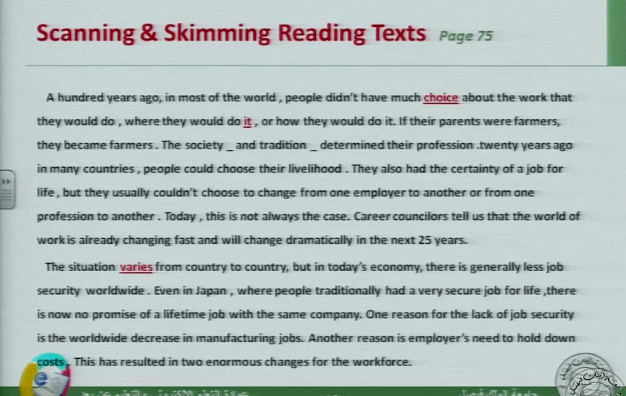 Scanning & Skimming Reading Texts Page 75
A hundred years ago, in most of the world , people didn't have much choice about the work that
they would do , where they would do it , or how they would do it. If their parents were farmers,
they became farmers . The society _ and tradition _ determined their profession .twenty years ago
in many countries , people could choose their livelihood . They also had the certainty of a job for
life , but they usually couldn't choose to change from one employer to another or from one
profession to another . Today , this is not always the case. Career councilors tell us that the world of
work is already changing fast and will change dramatically in the next 25 years.
The situation varies from country to country, but in today's economy, there is generally less job
security worldwide . Even in Japan , where people traditionally had a very secure job for life ,there
is now no promise of a lifetime job with the same company. One reason for the lack of job security
is the worldwide decrease in manufacturing jobs. Another reason is employer's need to hold down
costs . This has resulted in two enormous changes for the workforce.